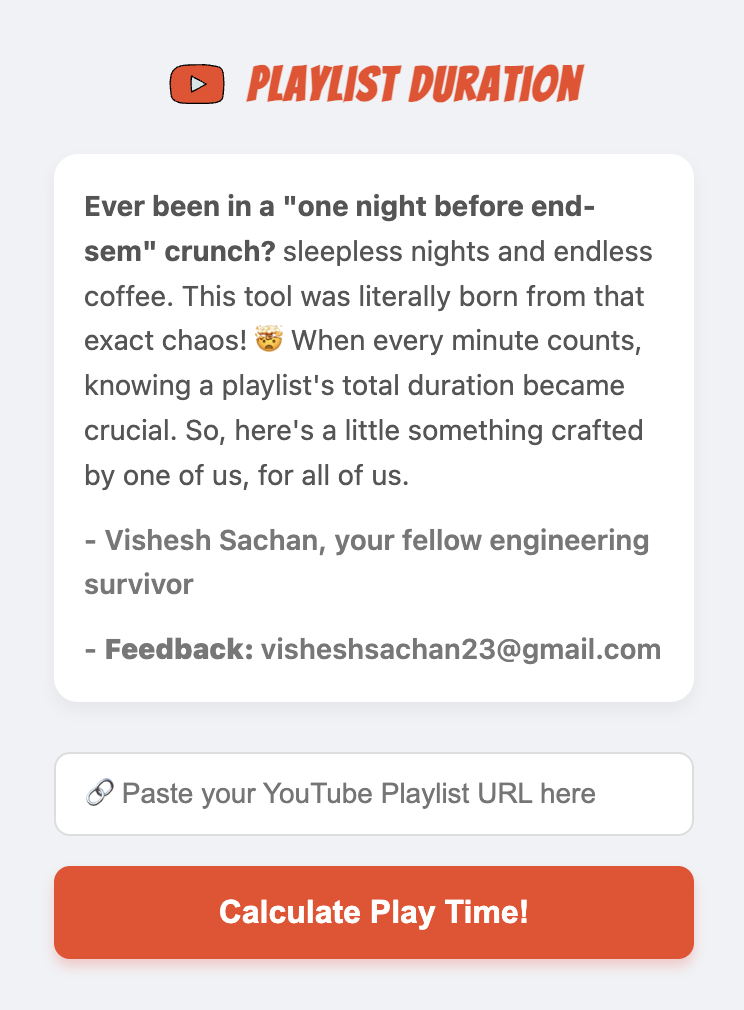 PLAYLIST DURATION
Ever been in a "one night before end-
sem" crunch? sleepless nights and endless
coffee. This tool was literally born from that
exact chaos! 🤯 When every minute counts,
knowing a playlist's total duration became
crucial. So, here's a little something crafted
by one of us, for all of us.
- Vishesh Sachan, your fellow engineering
survivor
- Feedback: visheshsachan23@gmail.com
🔗 Paste your YouTube Playlist URL here
Calculate Play Time!